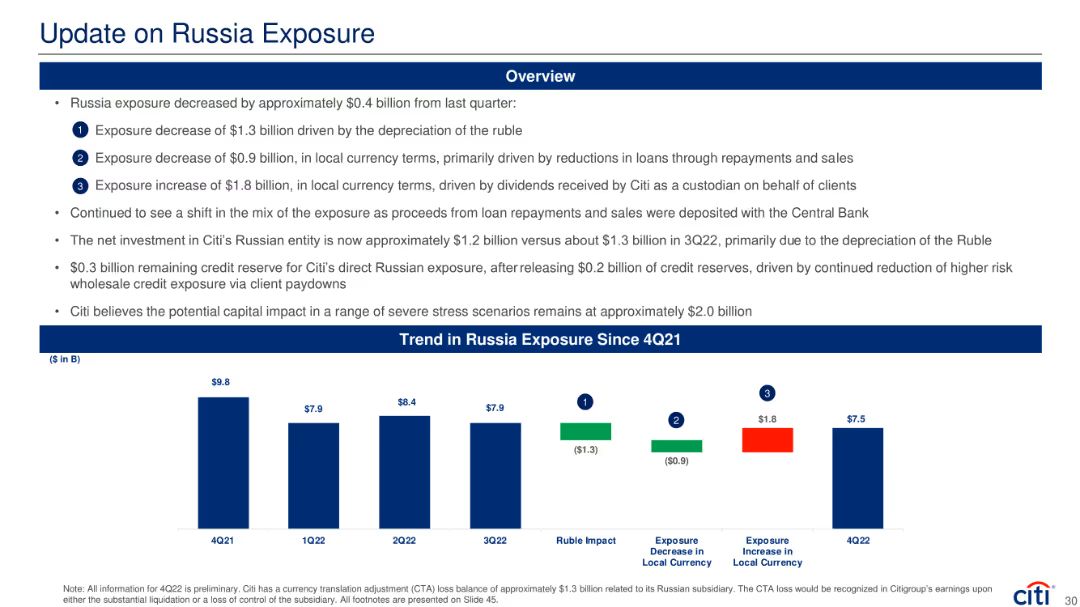 Update on Russia Exposure
Overview
• Russia exposure decreased by approximately $0.4 billion from last quarter:
1 Exposure decrease of $1.3 billion driven by the depreciation of the ruble
2 Exposure decrease of $0.9 billion, in local currency terms, primarily driven by reductions in loans through repayments and sales
3 Exposure increase of $1.8 billion, in local currency terms, driven by dividends received by Citi as a custodian on behalf of clients
• Continued to see a shift in the mix of the exposure as proceeds from loan repayments and sales were deposited with the Central Bank
• The net investment in Citi's Russian entity is now approximately $1.2 billion versus about $1.3 billion in 3Q22, primarily due to the depreciation of the Ruble
• $0.3 billion remaining credit reserve for Citi's direct Russian exposure, after releasing $0.2 billion of credit reserves, driven by continued reduction of higher risk
wholesale credit exposure via client paydowns
• Citi believes the potential capital impact in a range of severe stress scenarios remains at approximately $2.0 billion
Trend in Russia Exposure Since 4Q21
($ in B)
$9.8
$7.9
$8.4
$7.9
1
($1.3)
2
($0.9)
3
$1.8
$7.5
4Q21
1Q22
2Q22
3Q22
Ruble Impact
Exposure
Decrease in
Local Currency
Exposure
Increase in
Local Currency
4Q22
Note: All information for 4Q22 is preliminary. Citi has a currency translation adjustment (CTA) loss balance of approximately $1.3 billion related to its Russian subsidiary. The CTA loss would be recognized in Citigroup's earnings upon
either the substantial liquidation or a loss of control of the subsidiary. All footnotes are presented on Slide 45.
citi®
30